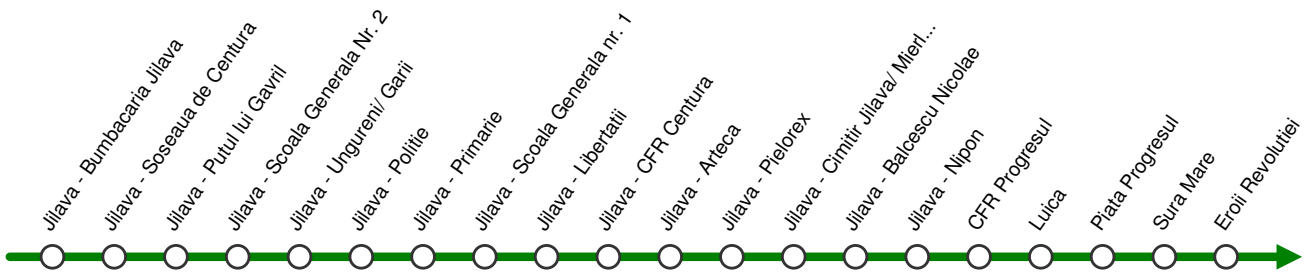 Jilava - Bumbacaria Jilava
Jilava - Soseaua de Centura
Jilava - Putul lui Gavril
Jilava - Scoala Generala Nr. 2
Jilava - Ungureni/ Garii
Jilava - Politie
Jilava - Primarie
Jilava - Scoala Generala nr. 1
Jilava - Libertatii
Jilava - CFR Centura
Jilava - Arteca
Jilava - Pielorex
Jilava - Cimitir Jilava/ Mierl...
Jilava - Balcescu Nicolae
Jilava - Nipon
CFR Progresul
Luica
Piata Progresul
Sura Mare
Eroii Revolutiei